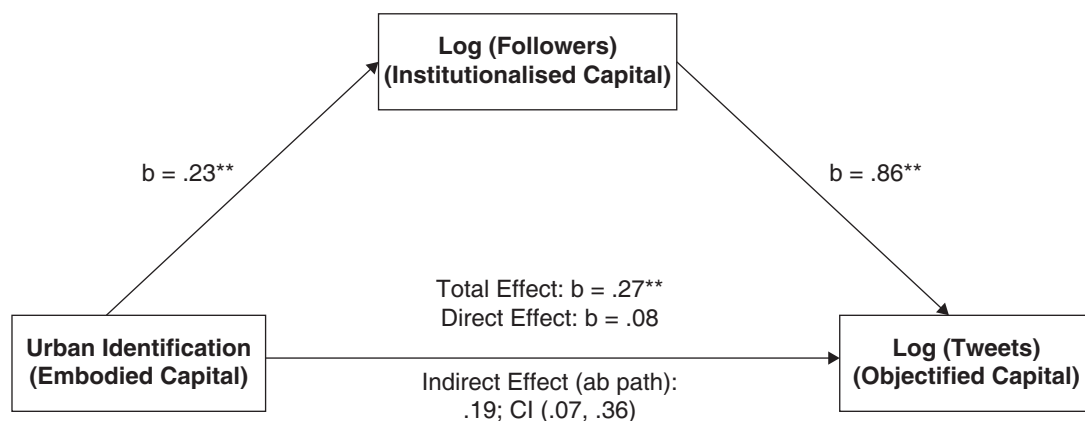 Log (Followers)
(Institutionalised Capital)
b = .23**
b = .86**
Total Effect: b = .27**
Direct Effect: b = .08
Urban Identification
(Embodied Capital)
Log (Tweets)
(Objectified Capital)
Indirect Effect (ab path):
.19; CI (.07, .36)